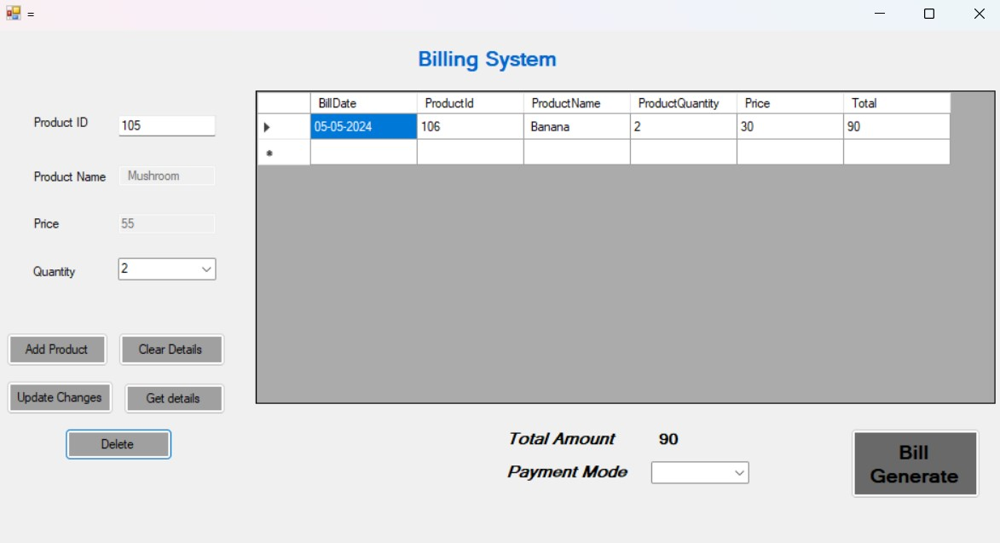 =
Billing System
Product ID 105
Product Name Mushroom
Price 55
Quantity 2
Add Product Clear Details
Update Changes Get details
Delete
BillDate ProductId ProductName ProductQuantity Price Total
05-05-2024 106 Banana 2 30 90
Total Amount 90
Payment Mode
Bill
Generate